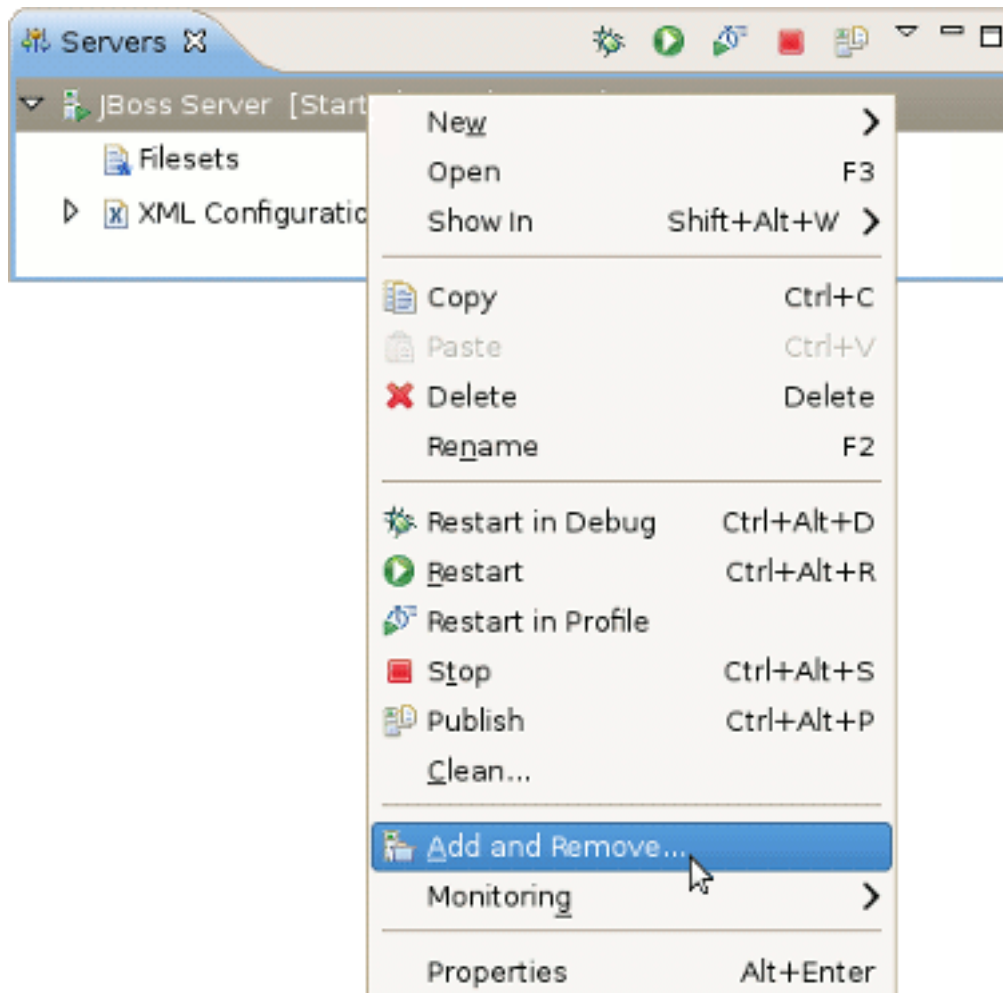 Servers
JBoss Server [Start
Filesets
XML Configuratio
New
Open F3
Show In Shift+Alt+W
Copy Ctrl+C
Paste Ctrl+V
Delete Delete
Rename F2
Restart in Debug Ctrl+Alt+D
Restart Ctrl+Alt+R
Restart in Profile
Stop Ctrl+Alt+S
Publish Ctrl+Alt+P
Clean...
Add and Remove...
Monitoring
Properties Alt+Enter